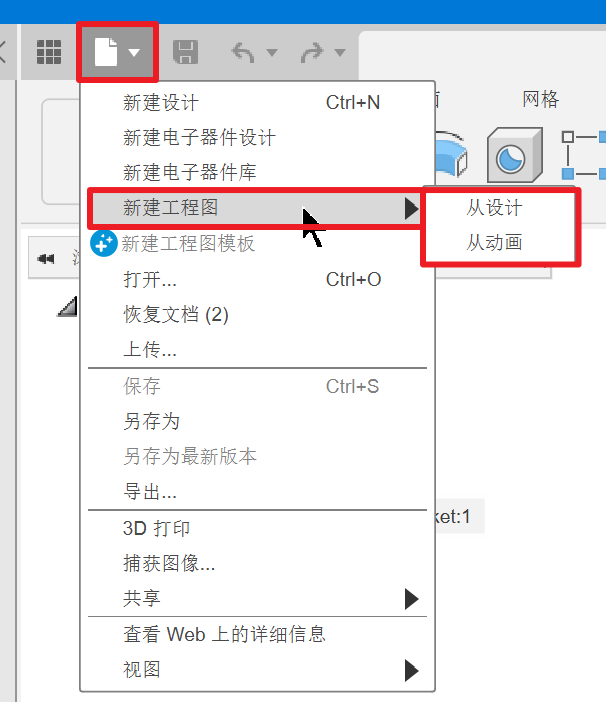 网格
新建设计 Ctrl+N
新建电子器件设计
新建电子器件库
新建工程图
从设计
从动画
新建工程图模板
打开... Ctrl+O
恢复文档 (2)
上传...
保存 Ctrl+S
另存为
另存为最新版本
导出...
ket:1
3D 打印
捕获图像...
共享
查看 Web 上的详细信息
视图